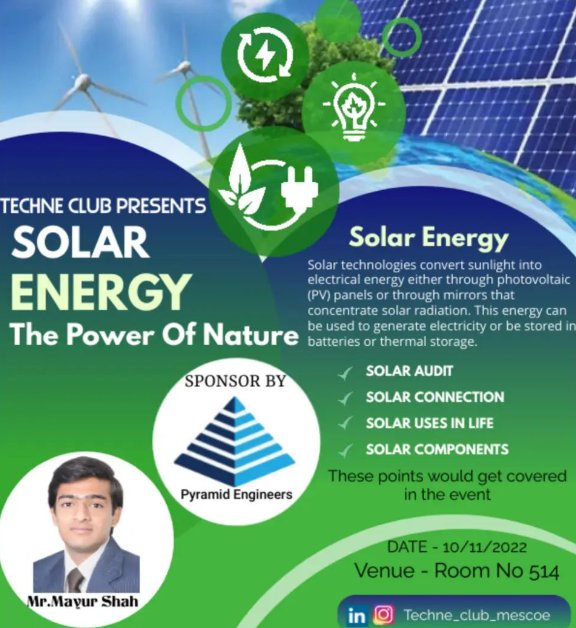 TECHNE CLUB PRESENTS
SOLAR
ENERGY
The Power Of Nature
SPONSOR BY
Pyramid Engineers
Mr.Mayur Shah
Solar Energy
Solar technologies convert sunlight into
electrical energy either through photovoltaic
(PV) panels or through mirrors that
concentrate solar radiation. This energy can
be used to generate electricity or be stored in
batteries or thermal storage.
SOLAR AUDIT
SOLAR CONNECTION
SOLAR USES IN LIFE
SOLAR COMPONENTS
These points would get covered
in the event
DATE - 10/11/2022
Venue - Room No 514
in
Techne_club_mescoe